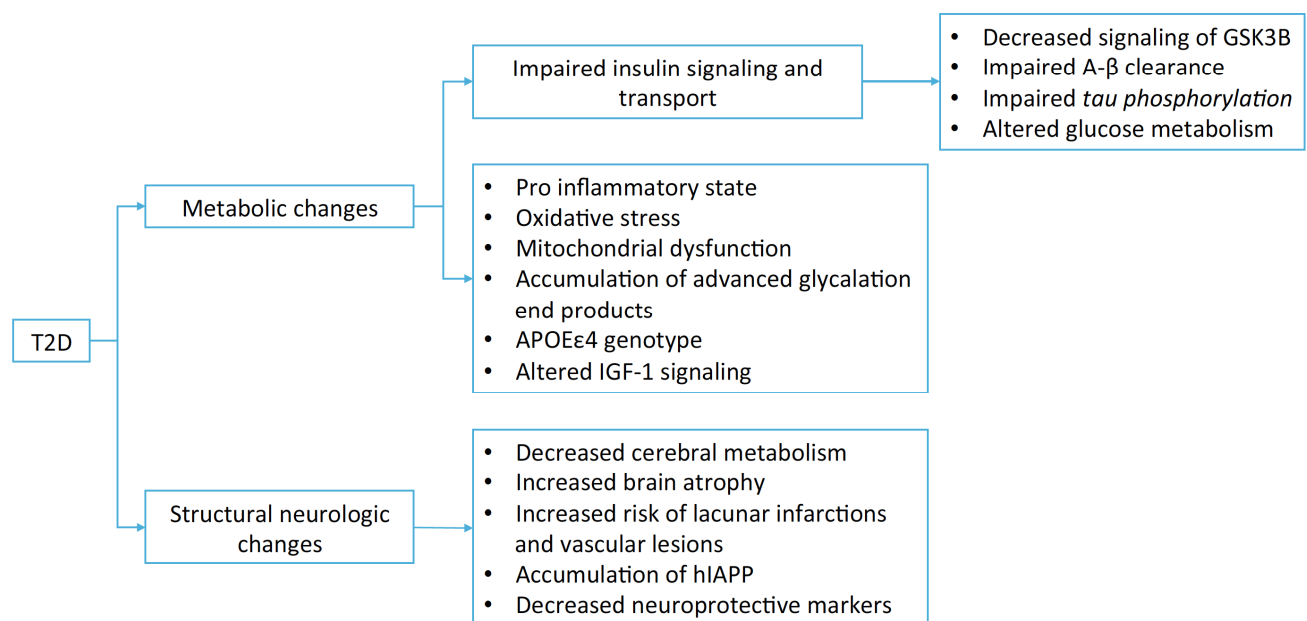 Impaired insulin signaling and
transport
• Decreased signaling of GSK3B
• Impaired A-β clearance
• Impaired tau phosphorylation
• Altered glucose metabolism
Metabolic changes
• Pro inflammatory state
• Oxidative stress
• Mitochondrial dysfunction
• Accumulation of advanced glycalation
end products
• APOEε4 genotype
• Altered IGF-1 signaling
T2D
Structural neurologic
changes
• Decreased cerebral metabolism
• Increased brain atrophy
• Increased risk of lacunar infarctions
and vascular lesions
• Accumulation of hIAPP
• Decreased neuroprotective markers